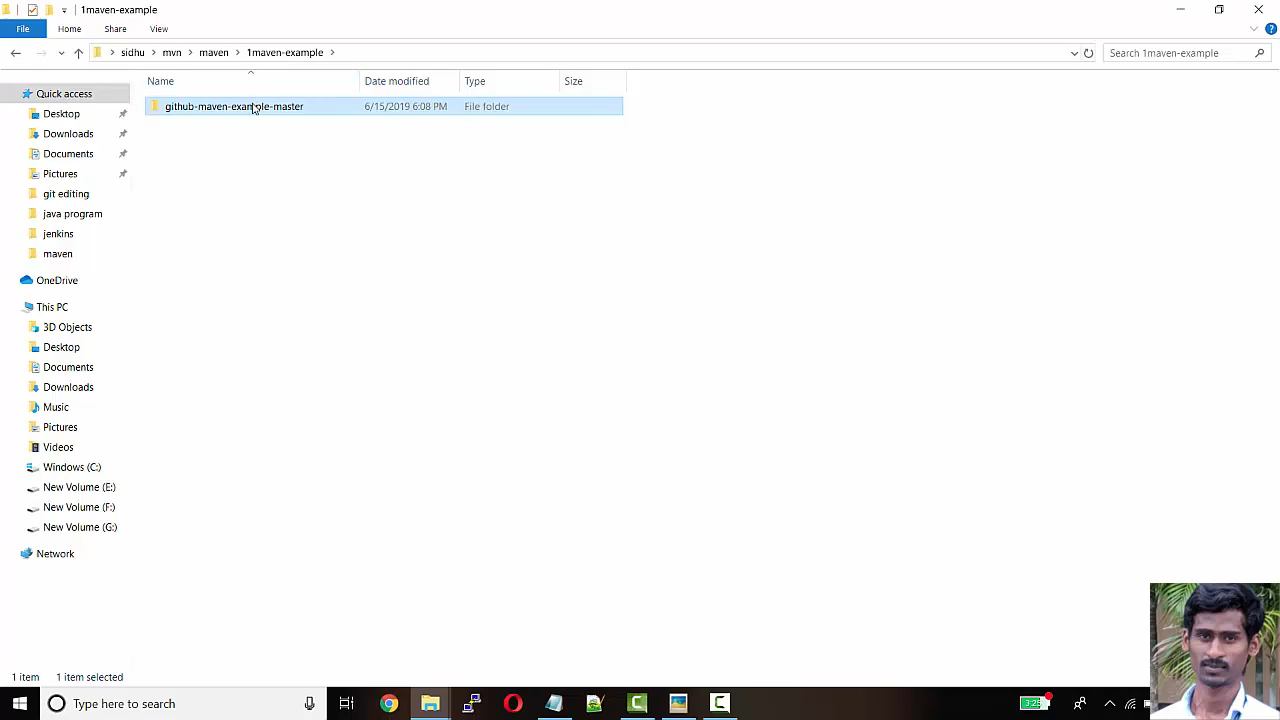 1maven-example
File
Home
Share
View
sidhu
mvn
maven
1maven-example
Search 1maven-example
Name
Date modified
Type
Size
github-maven-example-master
6/15/2019 6:08 PM
File folder
Quick access
Desktop
Downloads
Documents
Pictures
git editing
java program
jenkins
maven
OneDrive
This PC
3D Objects
Desktop
Documents
Downloads
Music
Pictures
Videos
Windows (C:)
New Volume (E:)
New Volume (F:)
New Volume (G:)
Network
1 item
1 item selected
Type here to search